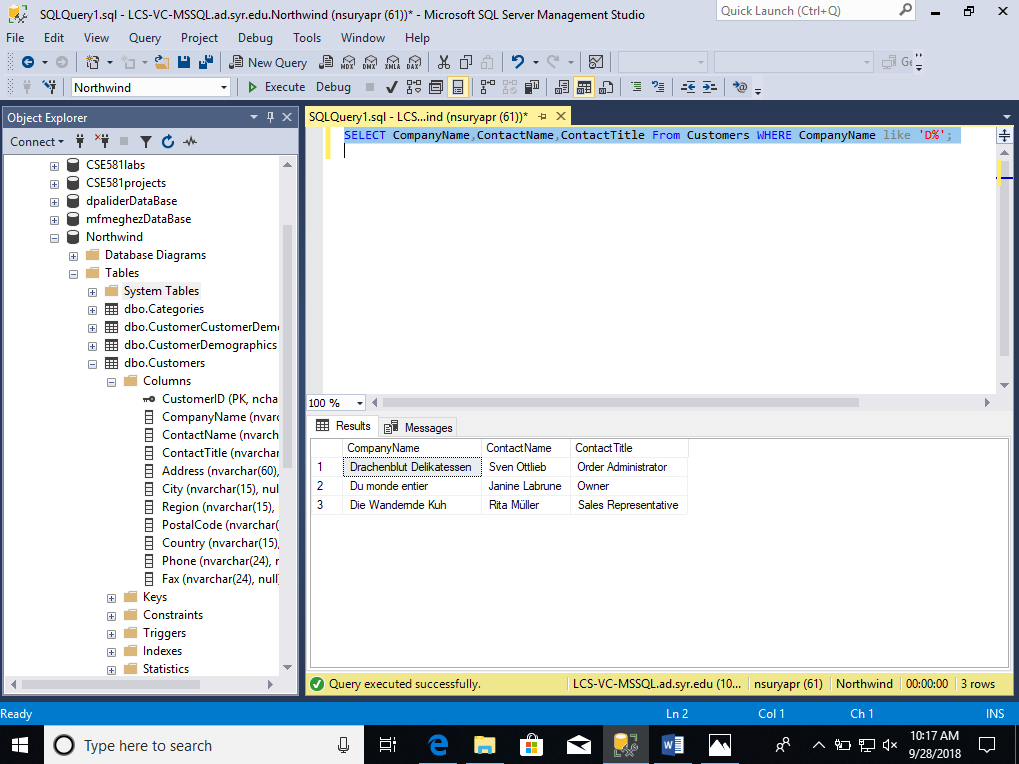 SQLQuery1.sql - LCS-VC-MSSQL.ad.syr.edu.Northwind (nsuryapr (61))* - Microsoft SQL Server Management Studio
Quick Launch (Ctrl+Q)
File Edit View Query Project Debug Tools Window Help
New Query MDX DMX XMLA DAX
Northwind Execute Debug
Object Explorer
Connect
CSE581labs
CSE581projects
dpaliderDataBase
mfmeghezDataBase
Northwind
Database Diagrams
Tables
System Tables
dbo.Categories
dbo.CustomerCustomerDem
dbo.CustomerDemographics
dbo.Customers
Columns
CustomerID (PK, ncha
CompanyName (nvar
ContactName (nvarch
ContactTitle (nvarchar
Address (nvarchar(60),
City (nvarchar(15), nul
Region (nvarchar(15),
PostalCode (nvarchar(
Country (nvarchar(15),
Phone (nvarchar(24), n
Fax (nvarchar(24), null
Keys
Constraints
Triggers
Indexes
Statistics
SQLQuery1.sql - LCS...ind (nsuryapr (61))*
SELECT CompanyName,ContactName,ContactTitle From Customers WHERE CompanyName like 'D%';
100 %
Results Messages
CompanyName ContactName ContactTitle
1 Drachenblut Delikatessen Sven Ottlieb Order Administrator
2 Du monde entier Janine Labrune Owner
3 Die Wandernde Kuh Rita Müller Sales Representative
Query executed successfully. LCS-VC-MSSQL.ad.syr.edu (10... nsuryapr (61) Northwind 00:00:00 3 rows
Ready Ln 2 Col 1 Ch 1 INS
Type here to search
10:17 AM
9/28/2018